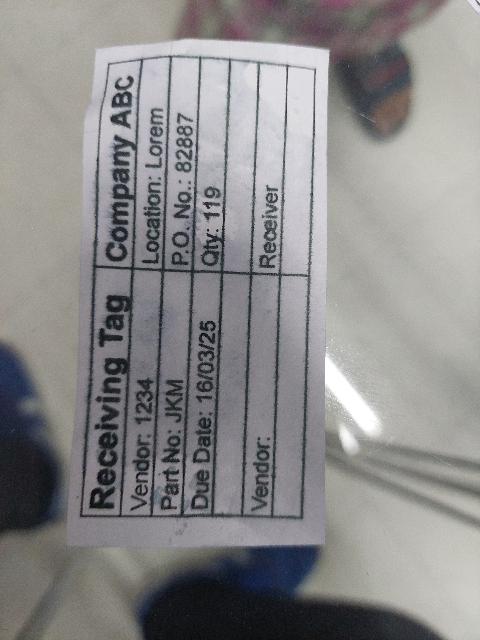 Receiving Tag Company ABC
Vendor: 1234 Location: Lorem
Part No: JKM P.O. No.: 82887
Due Date: 16/03/25 Qty: 119
Vendor: Receiver